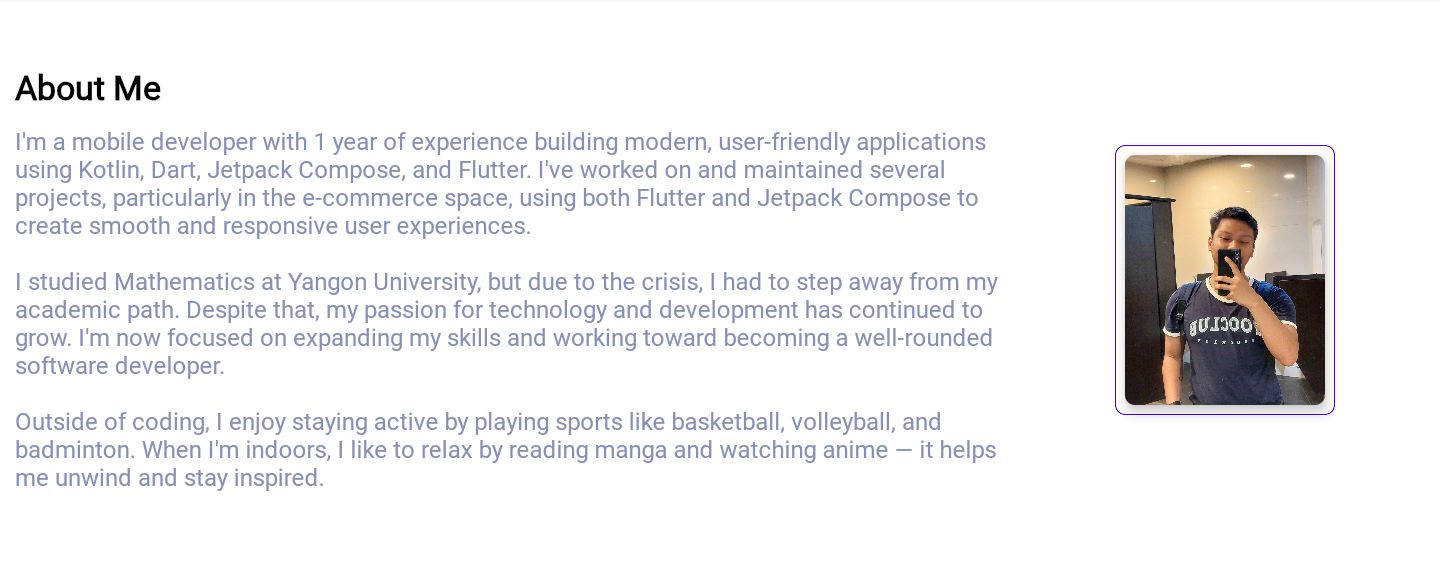 About Me
I'm a mobile developer with 1 year of experience building modern, user-friendly applications
using Kotlin, Dart, Jetpack Compose, and Flutter. I've worked on and maintained several
projects, particularly in the e-commerce space, using both Flutter and Jetpack Compose to
create smooth and responsive user experiences.
I studied Mathematics at Yangon University, but due to the crisis, I had to step away from my
academic path. Despite that, my passion for technology and development has continued to
grow. I'm now focused on expanding my skills and working toward becoming a well-rounded
software developer.
Outside of coding, I enjoy staying active by playing sports like basketball, volleyball, and
badminton. When I'm indoors, I like to relax by reading manga and watching anime — it helps
me unwind and stay inspired.